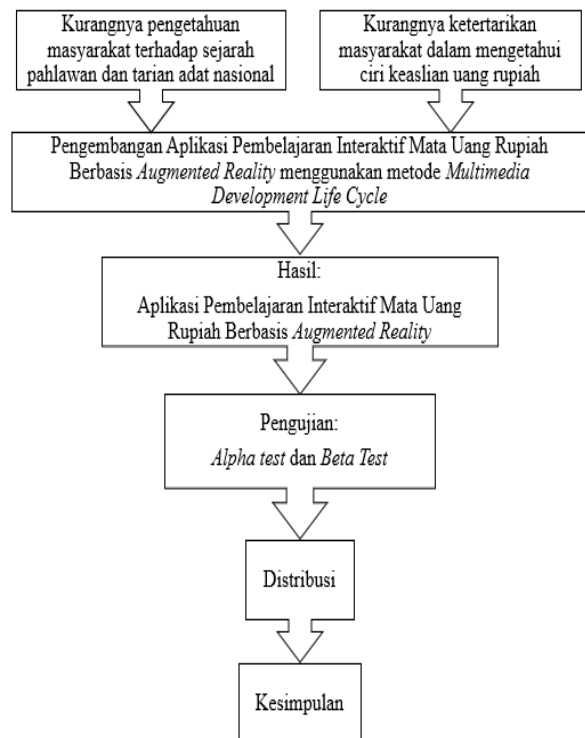 Kurangnya pengetahuan
masyarakat terhadap sejarah
pahlawan dan tarian adat nasional
Kurangnya ketertarikan
masyarakat dalam mengetahui
ciri keaslian uang rupiah
Pengembangan Aplikasi Pembelajaran Interaktif Mata Uang Rupiah
Berbasis Augmented Reality menggunakan metode Multimedia
Development Life Cycle
Hasil:
Aplikasi Pembelajaran Interaktif Mata Uang
Rupiah Berbasis Augmented Reality
Pengujian:
Alpha test dan Beta Test
Distribusi
Kesimpulan